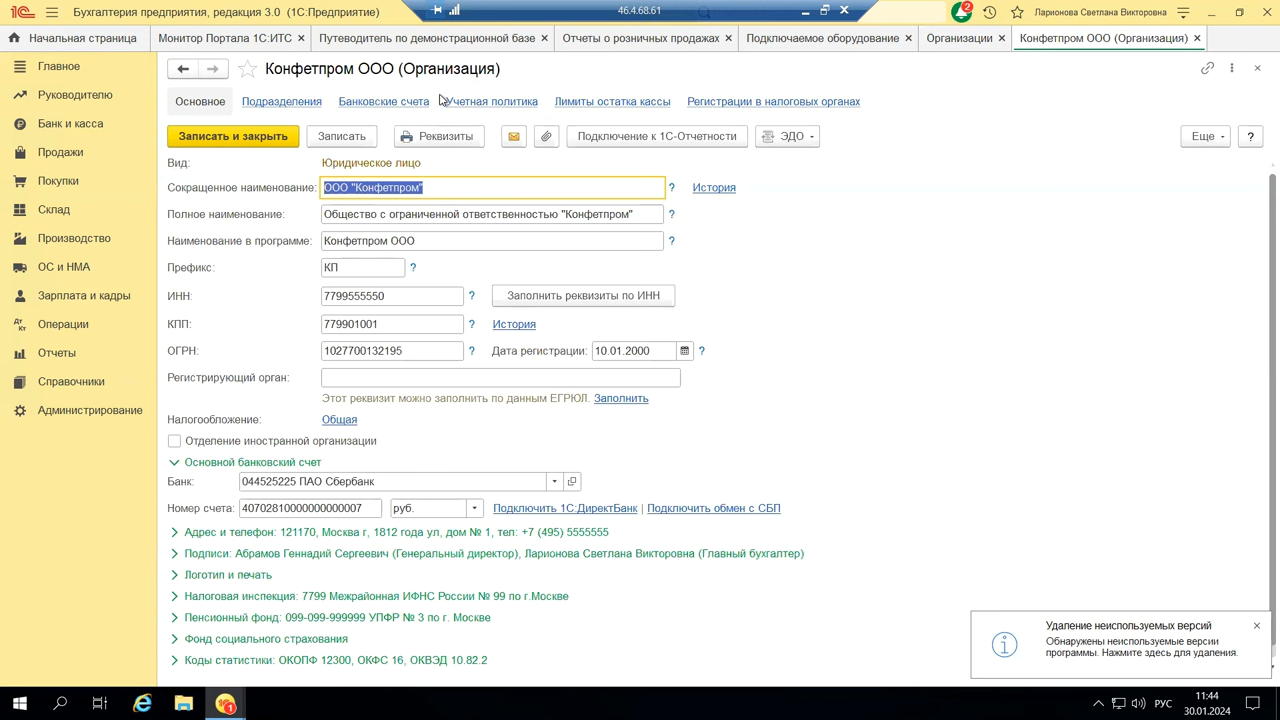 Бухгалтерия предприятия, редакция 3.0 (1С:Предприятие)
46.4.68.61
2
Ларионова Светлана Викторовна
Начальная страница
Монитор Портала 1С:ИТС ×
Путеводитель по демонстрационной базе ×
Отчеты о розничных продажах ×
Подключаемое оборудование ×
Организации ×
Конфетпром ООО (Организация) ×
Главное
Руководителю
Банк и касса
Продажи
Покупки
Склад
Производство
ОС и НМА
Зарплата и кадры
Операции
Отчеты
Справочники
Администрирование
Конфетпром ООО (Организация)
Основное
Подразделения
Банковские счета
Учетная политика
Лимиты остатка кассы
Регистрации в налоговых органах
Записать и закрыть
Записать
Реквизиты
Подключение к 1С-Отчетности
ЭДО
Еще
?
Вид: Юридическое лицо
Сокращенное наименование: ООО "Конфетпром" ? История
Полное наименование: Общество с ограниченной ответственностью "Конфетпром" ?
Наименование в программе: Конфетпром ООО ?
Префикс: КП ?
ИНН: 7799555550 ? Заполнить реквизиты по ИНН
КПП: 779901001 ? История
ОГРН: 1027700132195 ? Дата регистрации: 10.01.2000 ?
Регистрирующий орган:
Этот реквизит можно заполнить по данным ЕГРЮЛ. Заполнить
Налогообложение: Общая
Отделение иностранной организации
Основной банковский счет
Банк: 044525225 ПАО Сбербанк
Номер счета: 40702810000000000007 руб. Подключить 1С:ДиректБанк | Подключить обмен с СБП
Адрес и телефон: 121170, Москва г, 1812 года ул, дом № 1, тел: +7 (495) 5555555
Подписи: Абрамов Геннадий Сергеевич (Генеральный директор), Ларионова Светлана Викторовна (Главный бухгалтер)
Логотип и печать
Налоговая инспекция: 7799 Межрайонная ИФНС России № 99 по г.Москве
Пенсионный фонд: 099-099-999999 УПФР № 3 по г. Москве
Фонд социального страхования
Коды статистики: ОКОПФ 12300, ОКФС 16, ОКВЭД 10.82.2
Удаление неиспользуемых версий
Обнаружены неиспользуемые версии
программы. Нажмите здесь для удаления.
РУС
11:44
30.01.2024